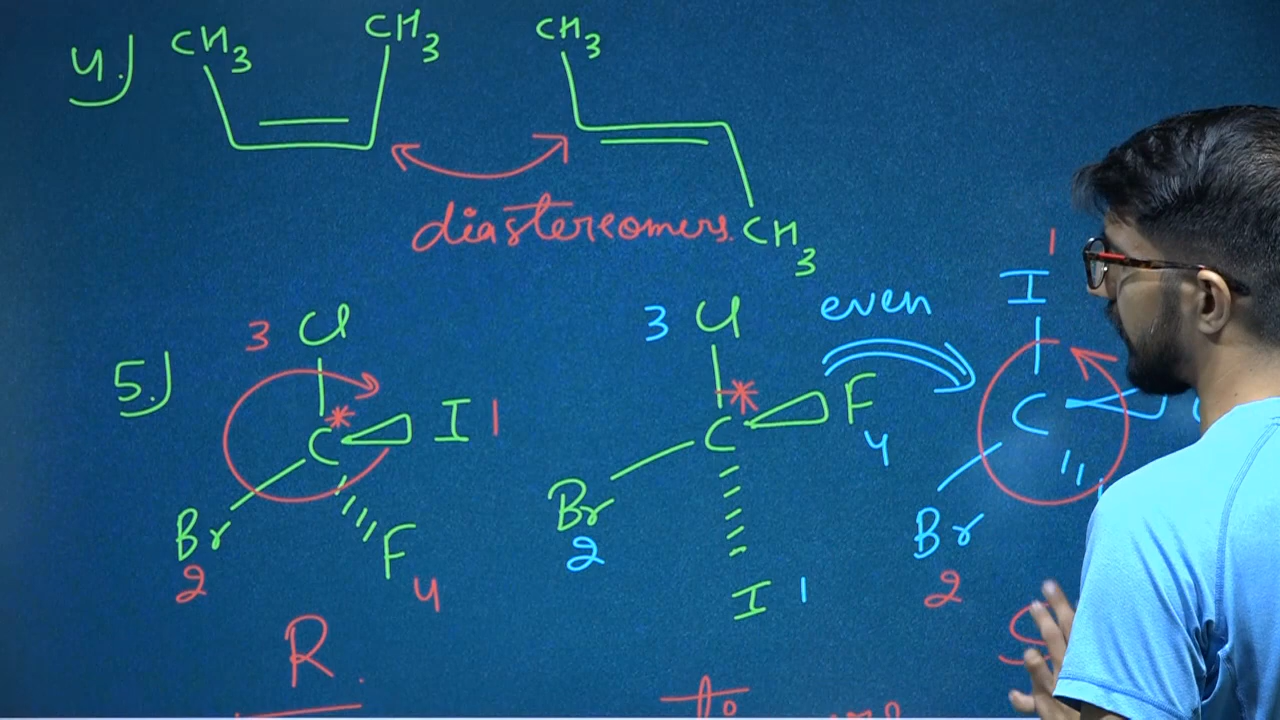 4.) CH3 CH3 CH3
diastereomers. CH3
5.) 3 Cl 3 Cl even 1 I
* C I 1 * C F 4 C
Br 2 F 4 Br 2 I 1 Br 2
R. S
to